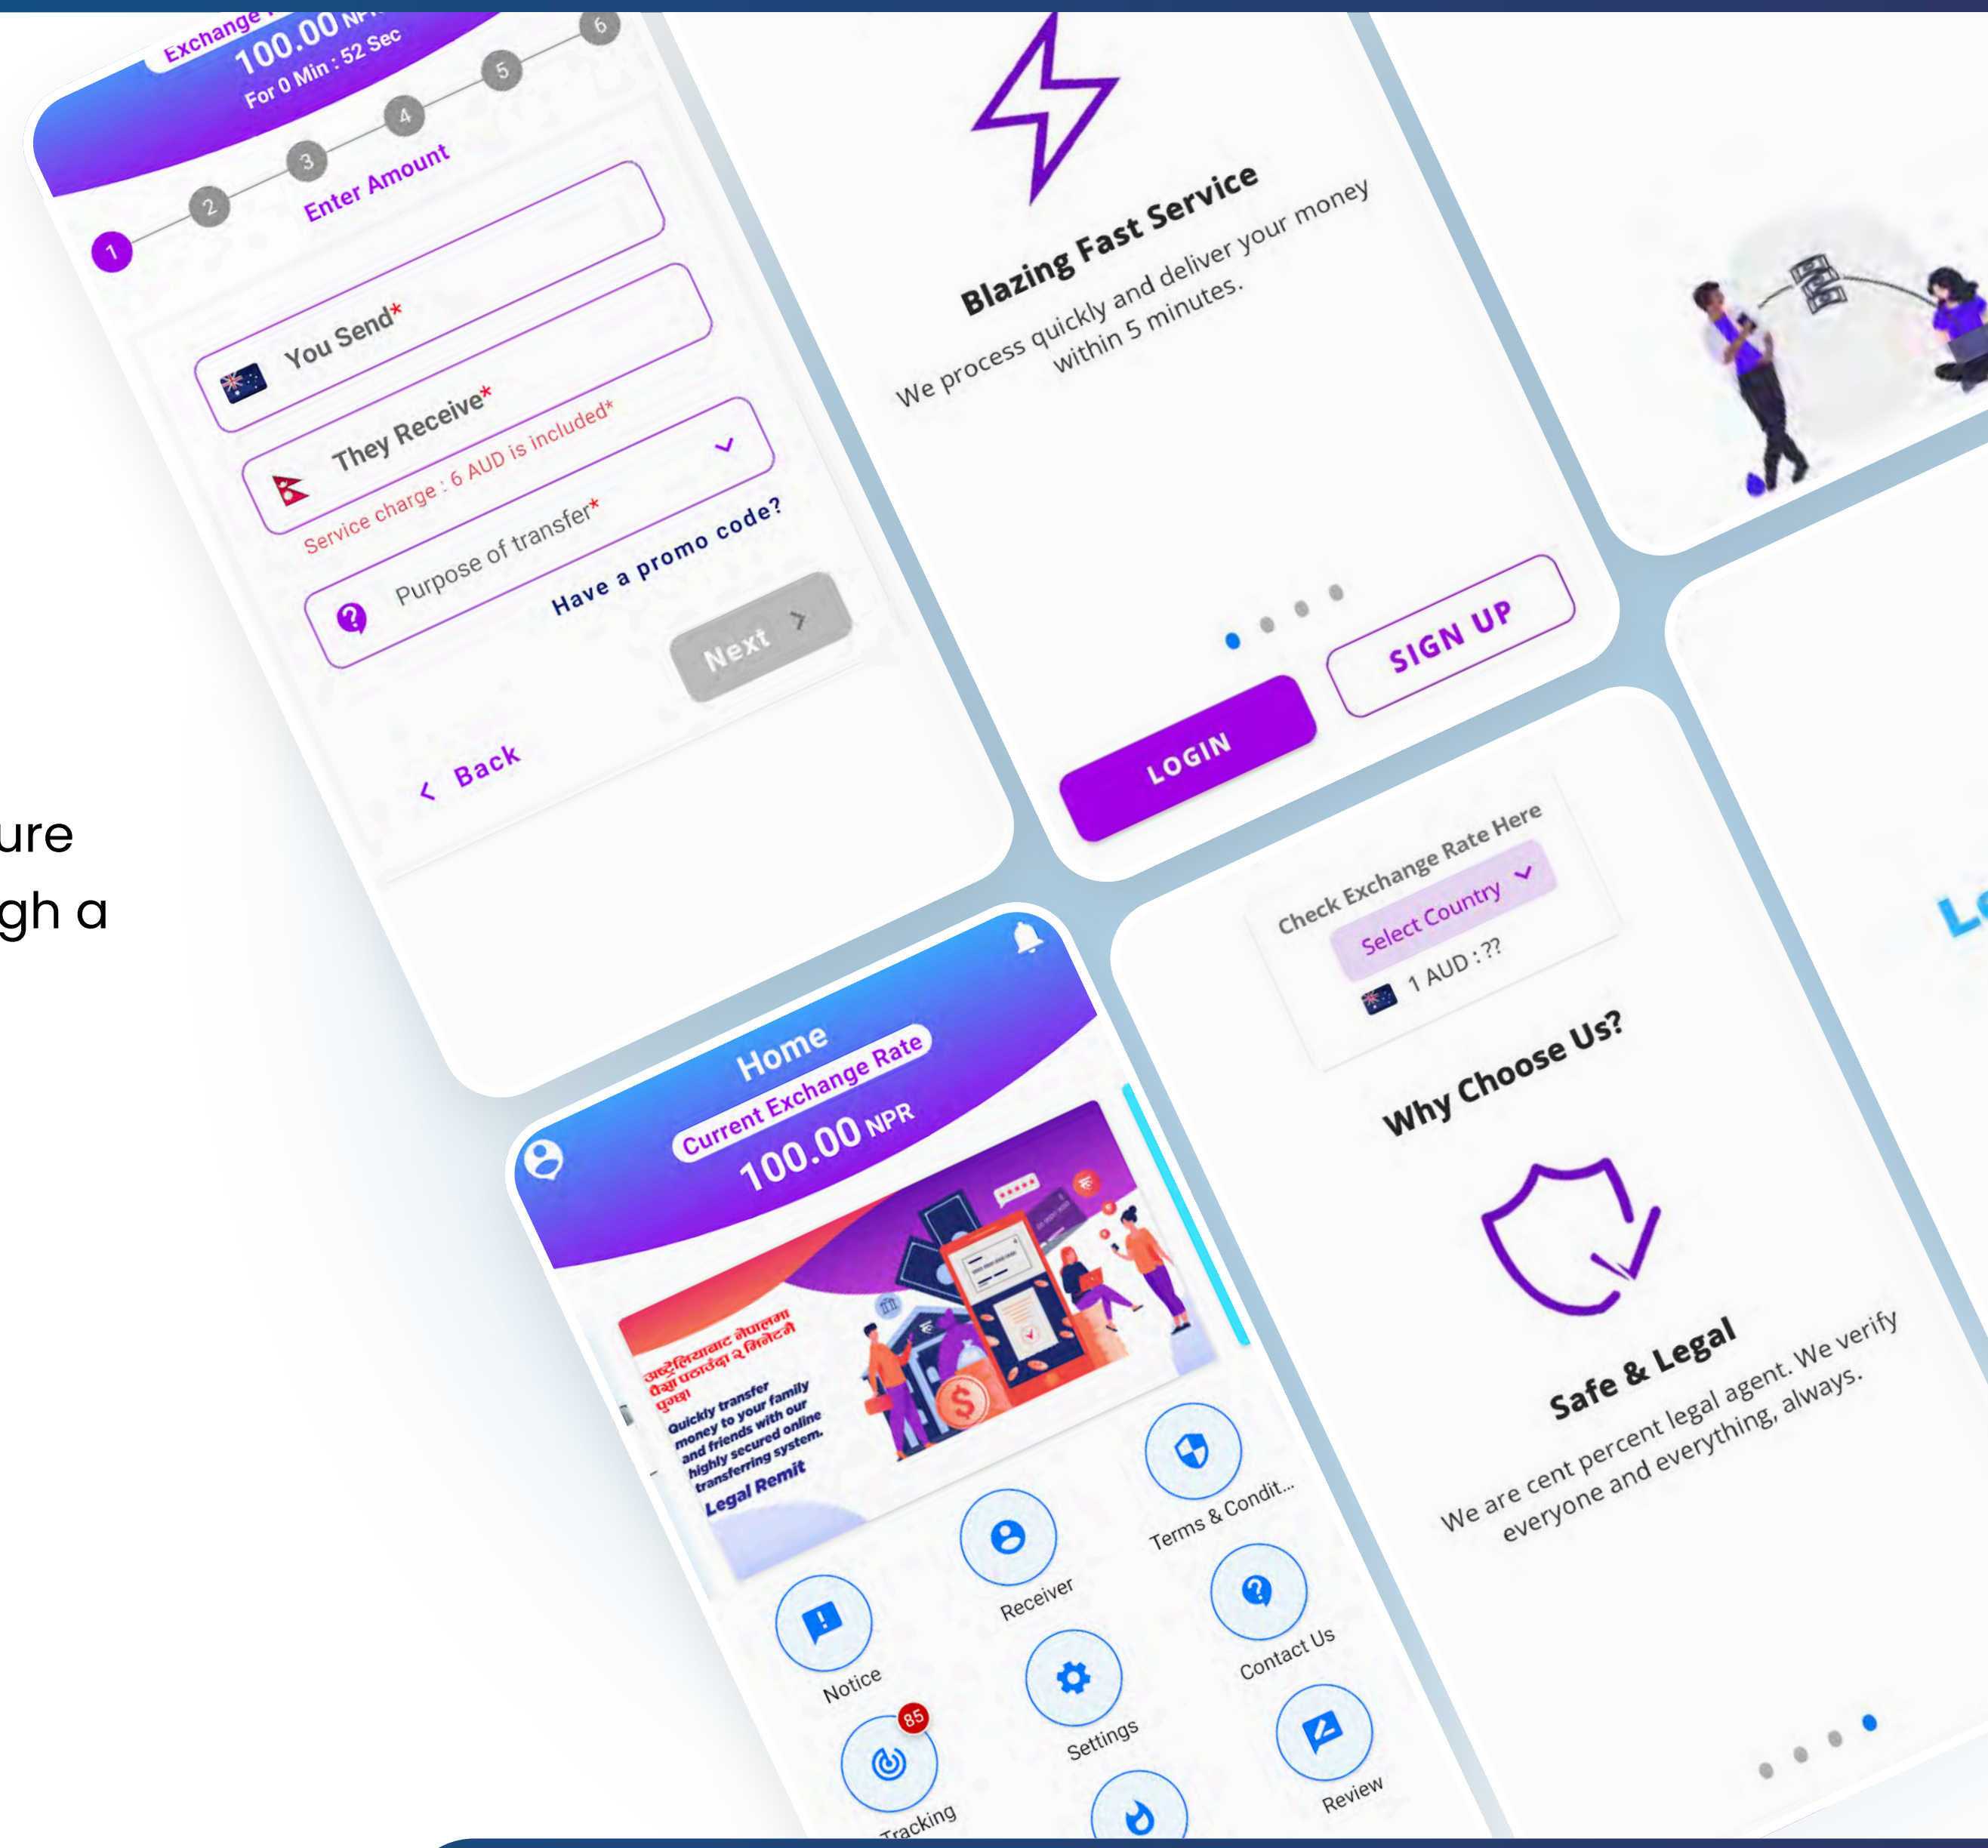 ure
gh a
Exchange
100.00 NPR
For 0 Min : 52 Sec
1
2
3
4
5
6
Enter Amount
You Send*
They Receive*
Service charge : 6 AUD is included*
Purpose of transfer*
Have a promo code?
Next
Back
Blazing Fast Service
We process quickly and deliver your money
within 5 minutes.
LOGIN
SIGN UP
Home
Current Exchange Rate
100.00 NPR
अष्ट्रेलियाबाट नेपालमा
पैसा पठाउँदा २ मिनेटमै
पुग्छ।
Quickly transfer
money to your family
and friends with our
highly secured online
transferring system.
Legal Remit
Notice
Receiver
Terms & Condit...
85
Tracking
Settings
Contact Us
Review
Check Exchange Rate Here
Select Country
1 AUD : ??
Why Choose Us?
Safe & Legal
We are cent percent legal agent. We verify
everyone and everything, always.
Le